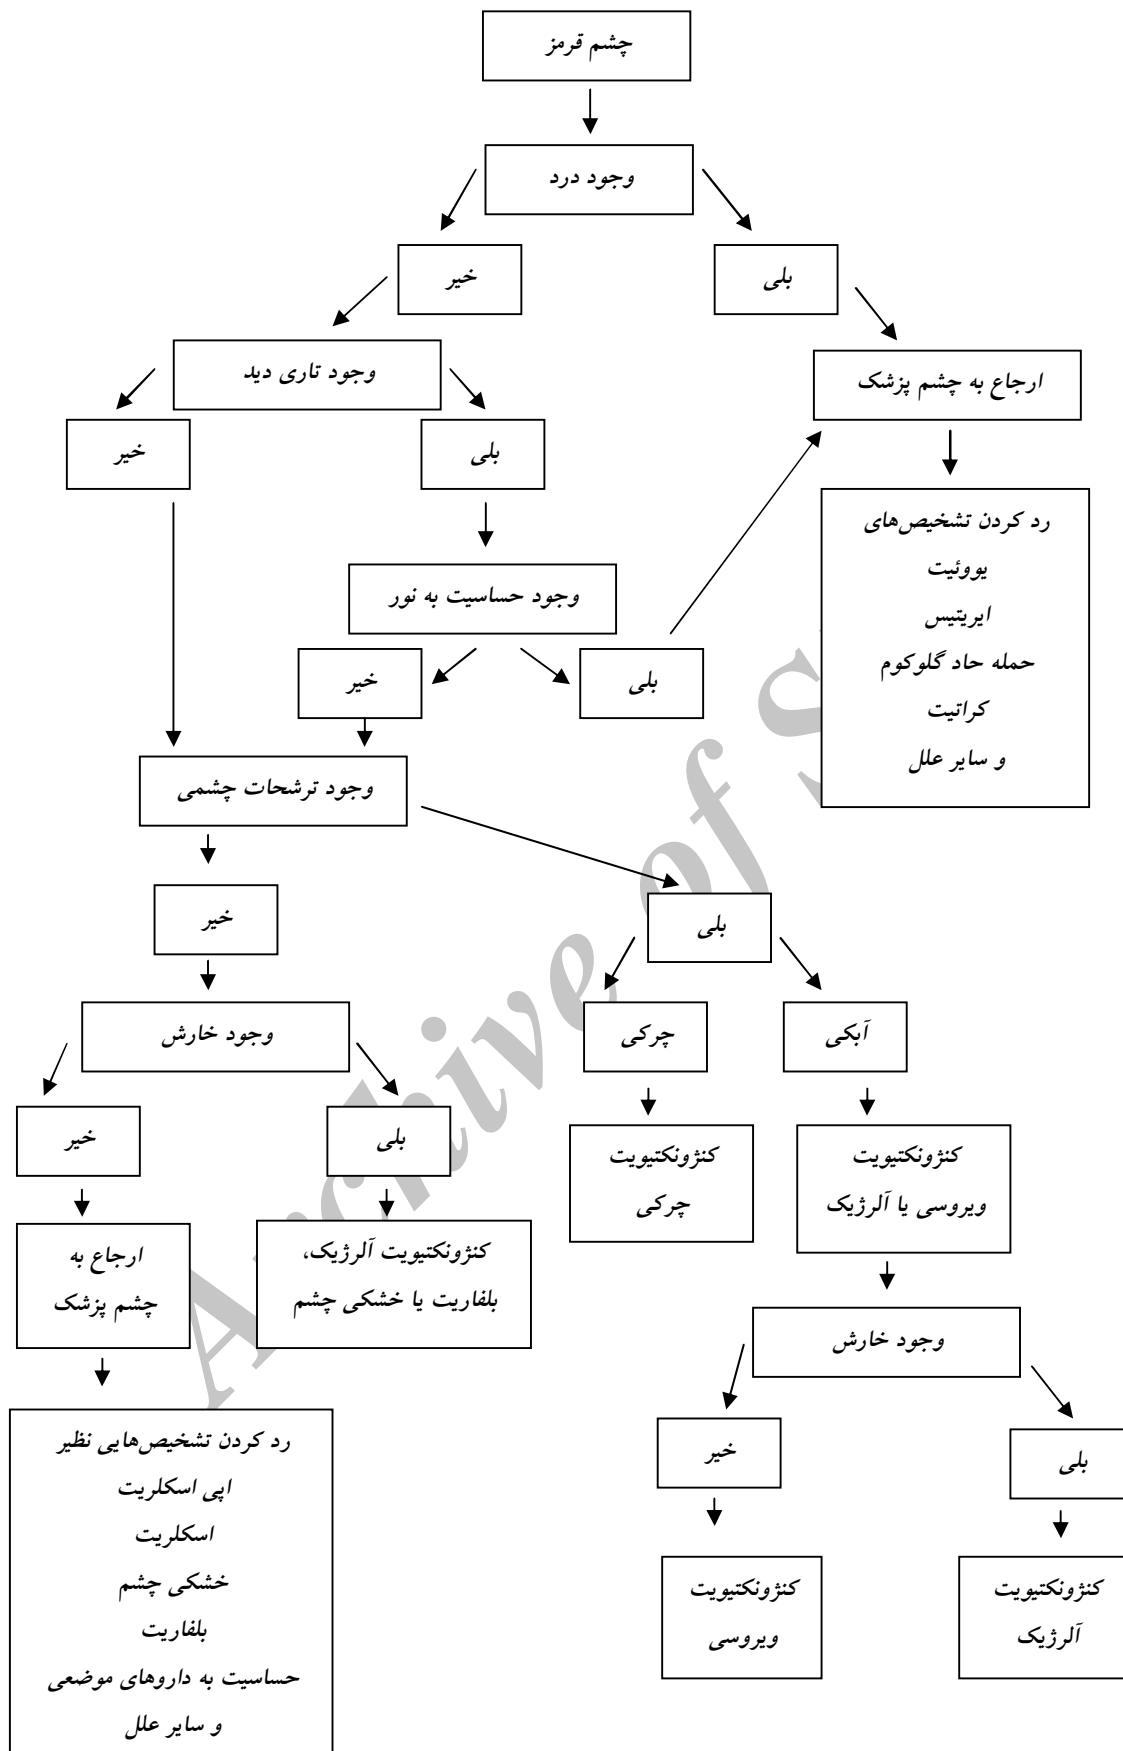 چشم قرمز
وجود درد
خیر
بلی
وجود تاری دید
ارجاع به چشم پزشک
خیر
بلی
رد کردن تشخیص‌های
یووئیت
ایریتیس
حمله حاد گلوکوم
کراتیت
و سایر علل
وجود حساسیت به نور
خیر
بلی
وجود ترشحات چشمی
خیر
بلی
وجود خارش
چرکی
آبکی
خیر
بلی
کنژونکتیویت
چرکی
کنژونکتیویت
ویروسی یا آلرژیک
ارجاع به
چشم پزشک
کنژونکتیویت آلرژیک،
بلفاریت یا خشکی چشم
وجود خارش
رد کردن تشخیص‌هایی نظیر
اپی اسکلریت
اسکلریت
خشکی چشم
بلفاریت
حساسیت به داروهای موضعی
و سایر علل
خیر
بلی
کنژونکتیویت
ویروسی
کنژونکتیویت
آلرژیک
Archive of S